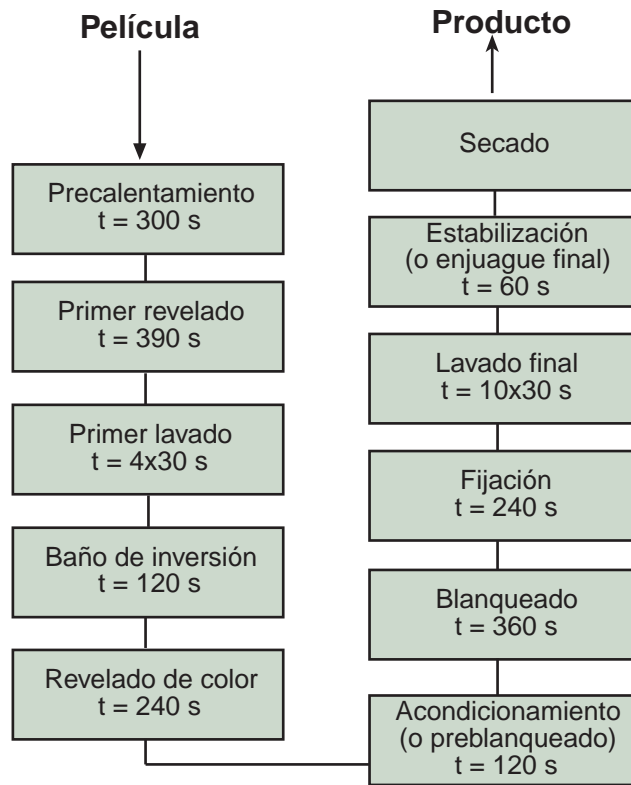 Película
Precalentamiento
t = 300 s
Primer revelado
t = 390 s
Primer lavado
t = 4x30 s
Baño de inversión
t = 120 s
Revelado de color
t = 240 s
Producto
Secado
Estabilización
(o enjuague final)
t = 60 s
Lavado final
t = 10x30 s
Fijación
t = 240 s
Blanqueado
t = 360 s
Acondicionamiento
(o preblanqueado)
t = 120 s